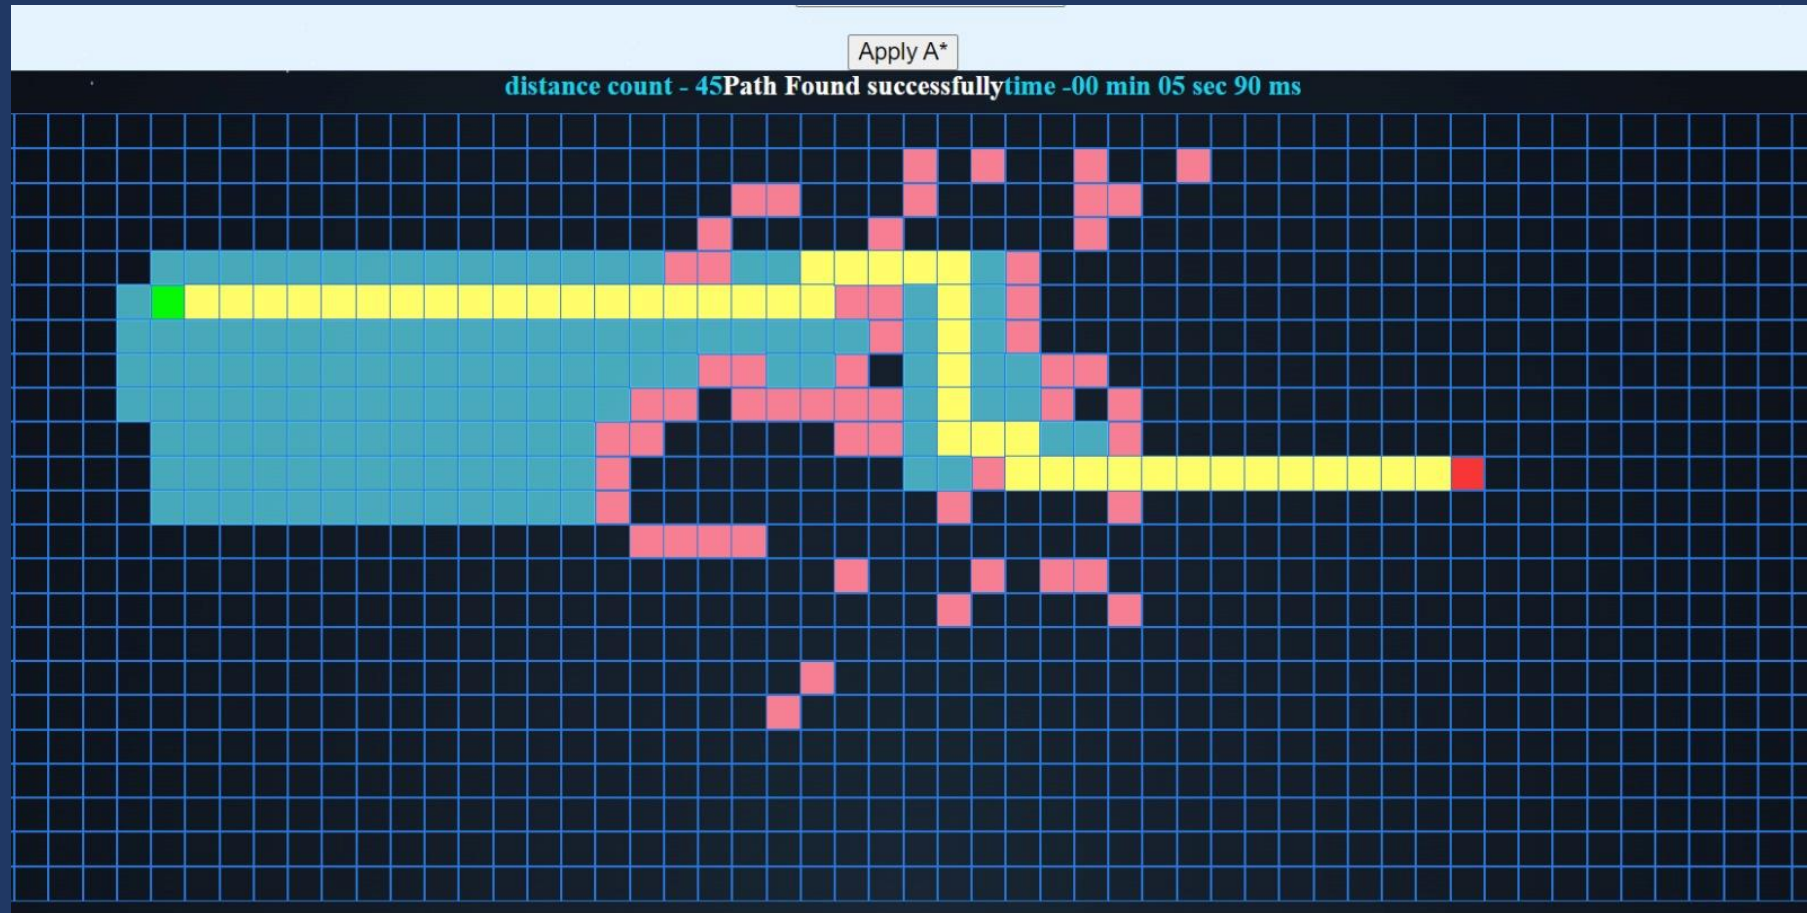 Apply A*
distance count - 45Path Found successfullytime -00 min 05 sec 90 ms